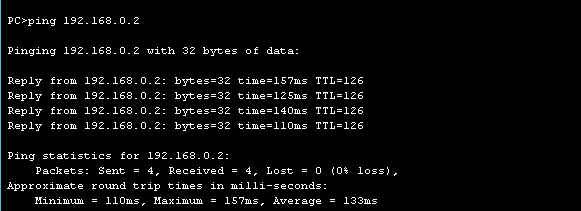 PC>ping 192.168.0.2
Pinging 192.168.0.2 with 32 bytes of data:
Reply from 192.168.0.2: bytes=32 time=157ms TTL=126
Reply from 192.168.0.2: bytes=32 time=125ms TTL=126
Reply from 192.168.0.2: bytes=32 time=140ms TTL=126
Reply from 192.168.0.2: bytes=32 time=110ms TTL=126
Ping statistics for 192.168.0.2:
    Packets: Sent = 4, Received = 4, Lost = 0 (0% loss),
Approximate round trip times in milli-seconds:
    Minimum = 110ms, Maximum = 157ms, Average = 133ms